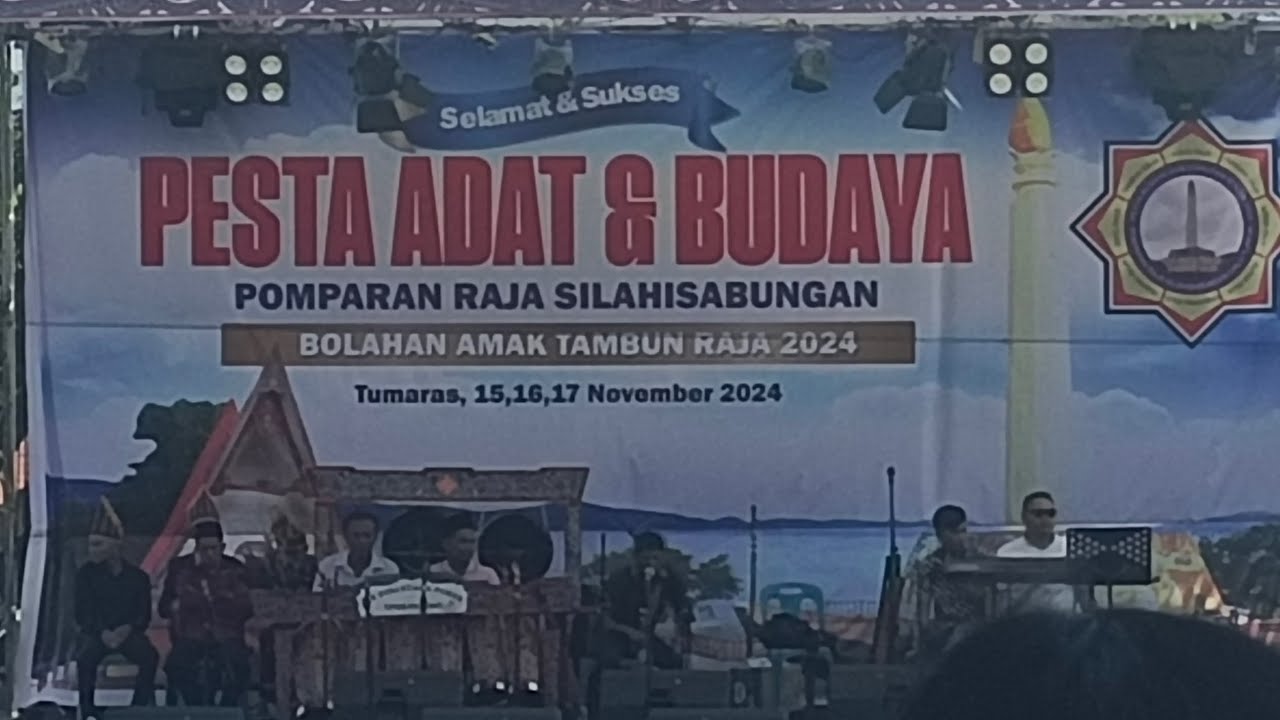 Selamat & Sukses
PESTA ADAT & BUDAYA
POMPARAN RAJA SILAHISABUNGAN
BOLAHAN AMAK TAMBUN RAJA 2024
Tumaras, 15,16,17 November 2024